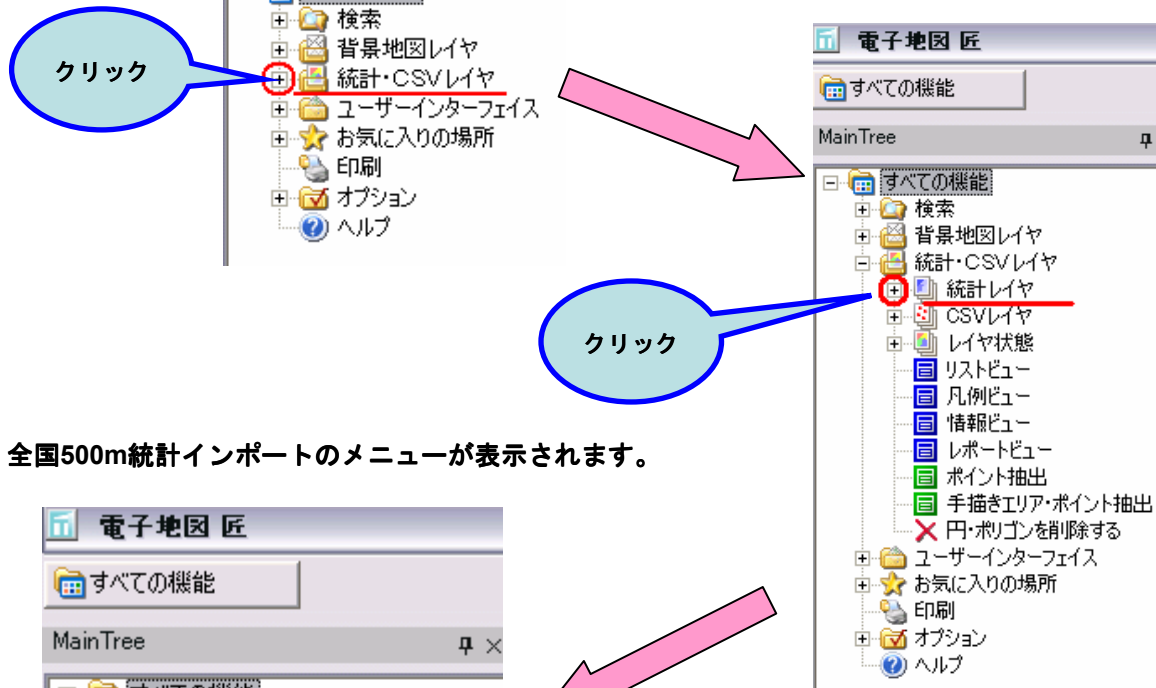 検索
背景地図レイヤ
クリック
統計・CSVレイヤ
ユーザーインターフェイス
お気に入りの場所
印刷
オプション
ヘルプ
電子地図 匠
すべての機能
MainTree
すべての機能
検索
背景地図レイヤ
統計・CSVレイヤ
統計レイヤ
CSVレイヤ
レイヤ状態
リストビュー
凡例ビュー
情報ビュー
レポートビュー
ポイント抽出
手描きエリア・ポイント抽出
円・ポリゴンを削除する
ユーザーインターフェイス
お気に入りの場所
印刷
オプション
ヘルプ
クリック
全国500m統計インポートのメニューが表示されます。
電子地図 匠
すべての機能
MainTree
すべての機能